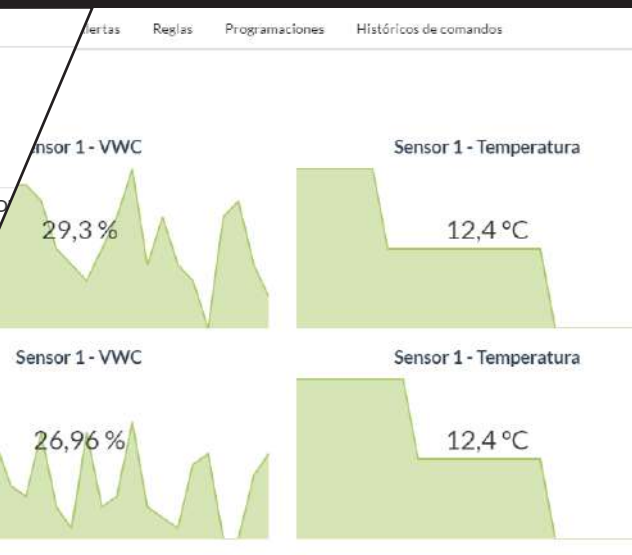 Reglas Programaciones Históricos de comandos
Sensor 1 - Temperatura
29,3 % 12,4 °C
Sensor 1 - VWC Sensor 1 - Temperatura
26,96 % 12,4 °C